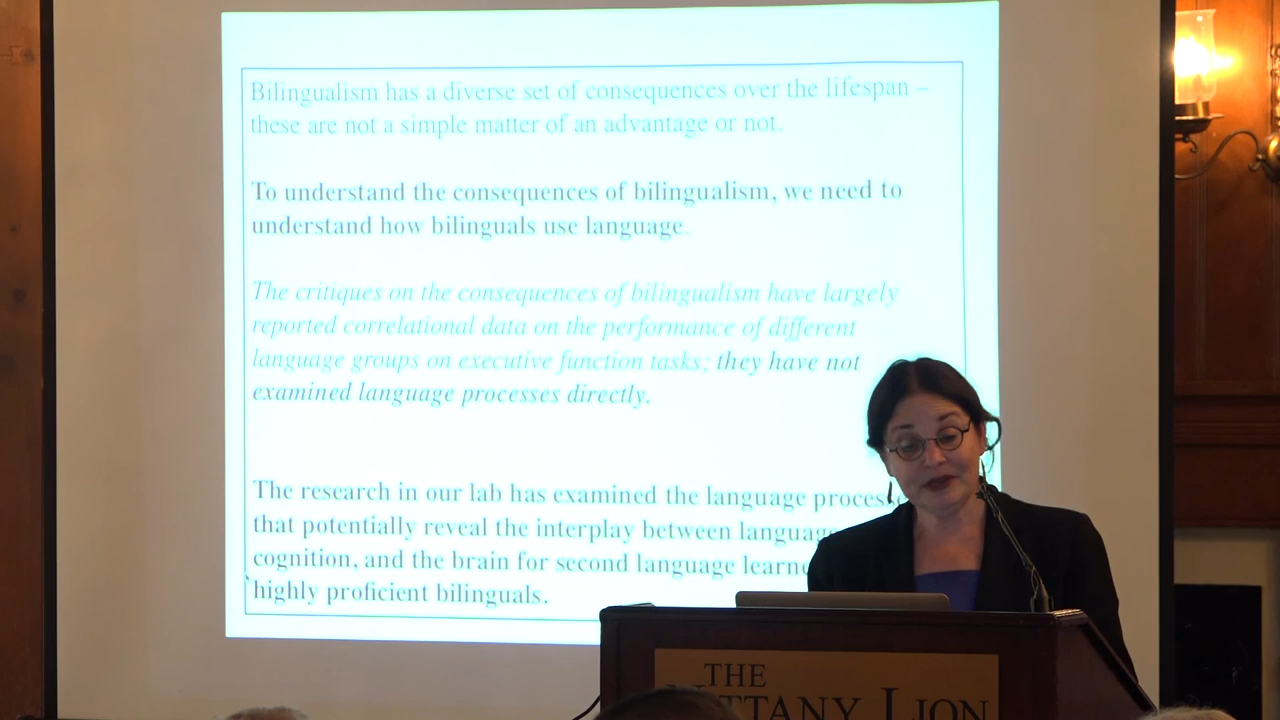 Bilingualism has a diverse set of consequences over the lifespan –
these are not a simple matter of an advantage or not.
To understand the consequences of bilingualism, we need to
understand how bilinguals use language.
The critiques on the consequences of bilingualism have largely
reported correlational data on the performance of different
language groups on executive function tasks; they have not
examined language processes directly.
The research in our lab has examined the language
that potentially reveal the interplay between
cognition, and the brain for second language
highly proficient bilinguals.
THE
LION